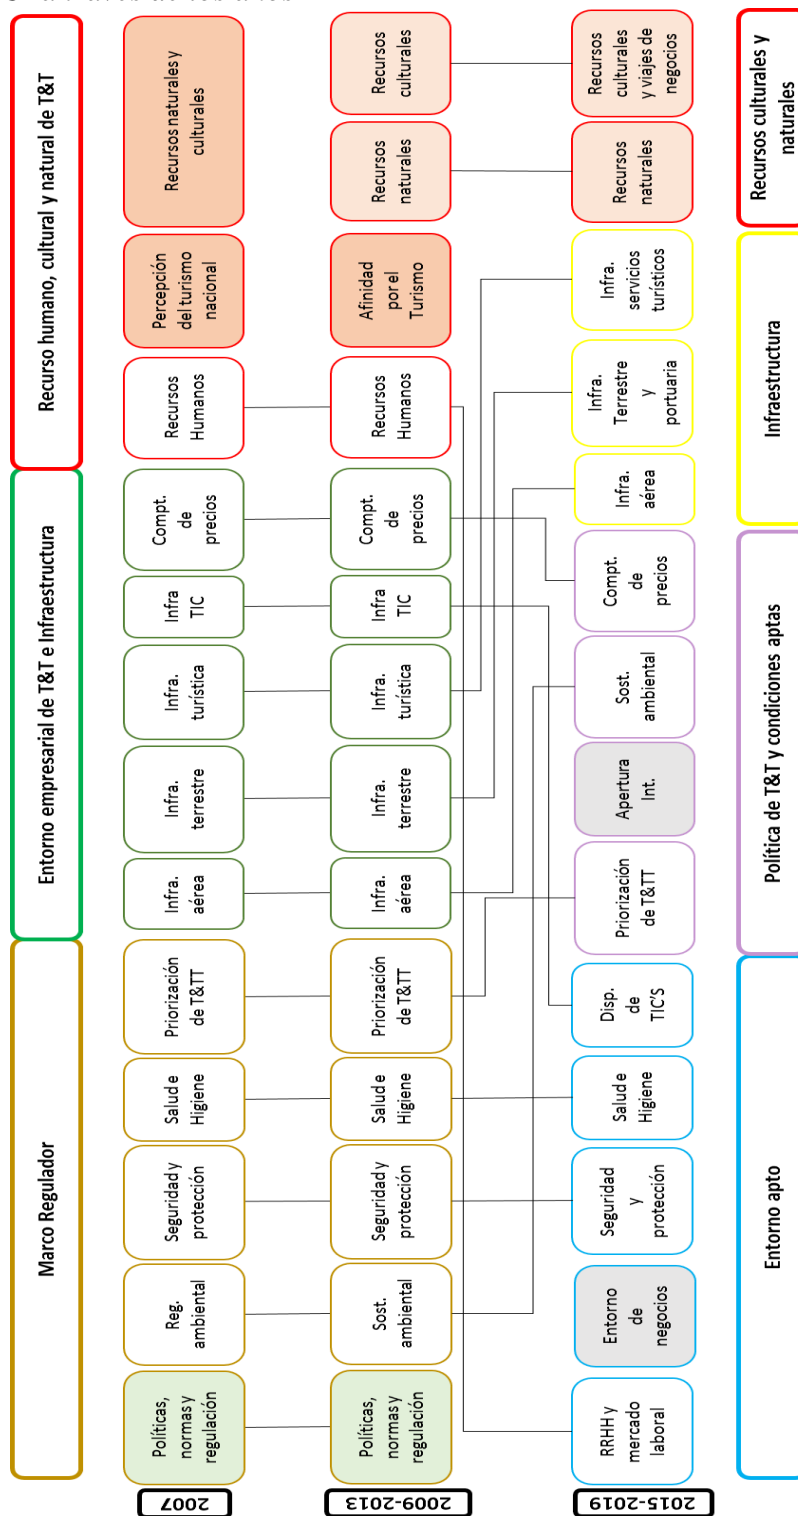 Marco Regulador
Entorno empresarial de T&T e Infraestructura
Recurso humano, cultural y natural de T&T
2007
Políticas,
normas y
regulación
Reg.
ambiental
Seguridad y
protección
Salud e
Higiene
Priorización
de T&TT
Infra.
aérea
Infra.
terrestre
Infra.
turística
Infra
TIC
Compt.
de
precios
Recursos
Humanos
Percepción
del turismo
nacional
Recursos naturales y
culturales
2009-2013
Políticas,
normas y
regulación
Sost.
ambiental
Seguridad y
protección
Salud e
Higiene
Priorización
de T&TT
Infra.
aérea
Infra.
terrestre
Infra.
turística
Infra
TIC
Compt.
de
precios
Recursos
Humanos
Afinidad
por el
Turismo
Recursos
naturales
Recursos
culturales
2015-2019
RRHH y
mercado
laboral
Entorno
de
negocios
Seguridad
y
protección
Salud e
Higiene
Disp.
de
TIC'S
Priorización
de T&TT
Apertura
Int.
Sost.
ambiental
Compt.
de
precios
Infra.
aérea
Infra.
Terrestre
y
portuaria
Infra.
servicios
turísticos
Recursos
naturales
Recursos
culturales
y viajes de
negocios
Entorno apto
Política de T&T y condiciones aptas
Infraestructura
Recursos culturales y
naturales